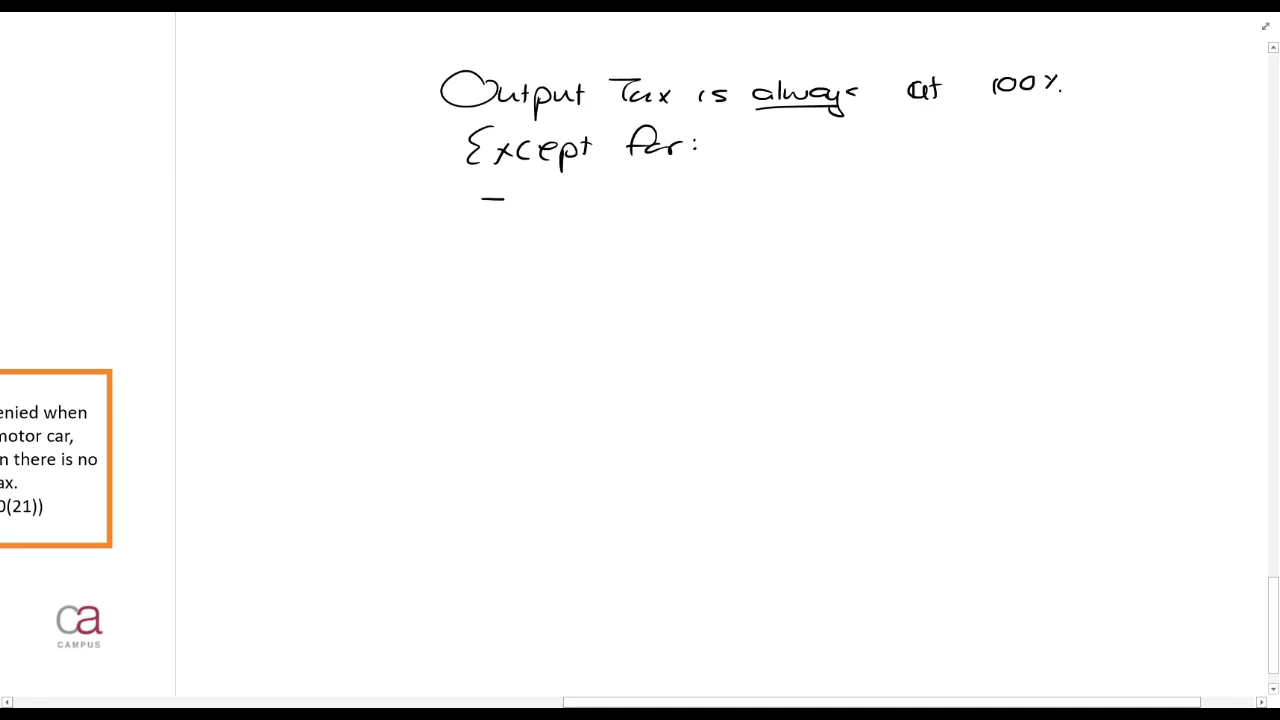 Output Tax is always at 100%
Except for:
–
enied when
motor car,
n there is no
ax.
0(21))
ca
CAMPUS